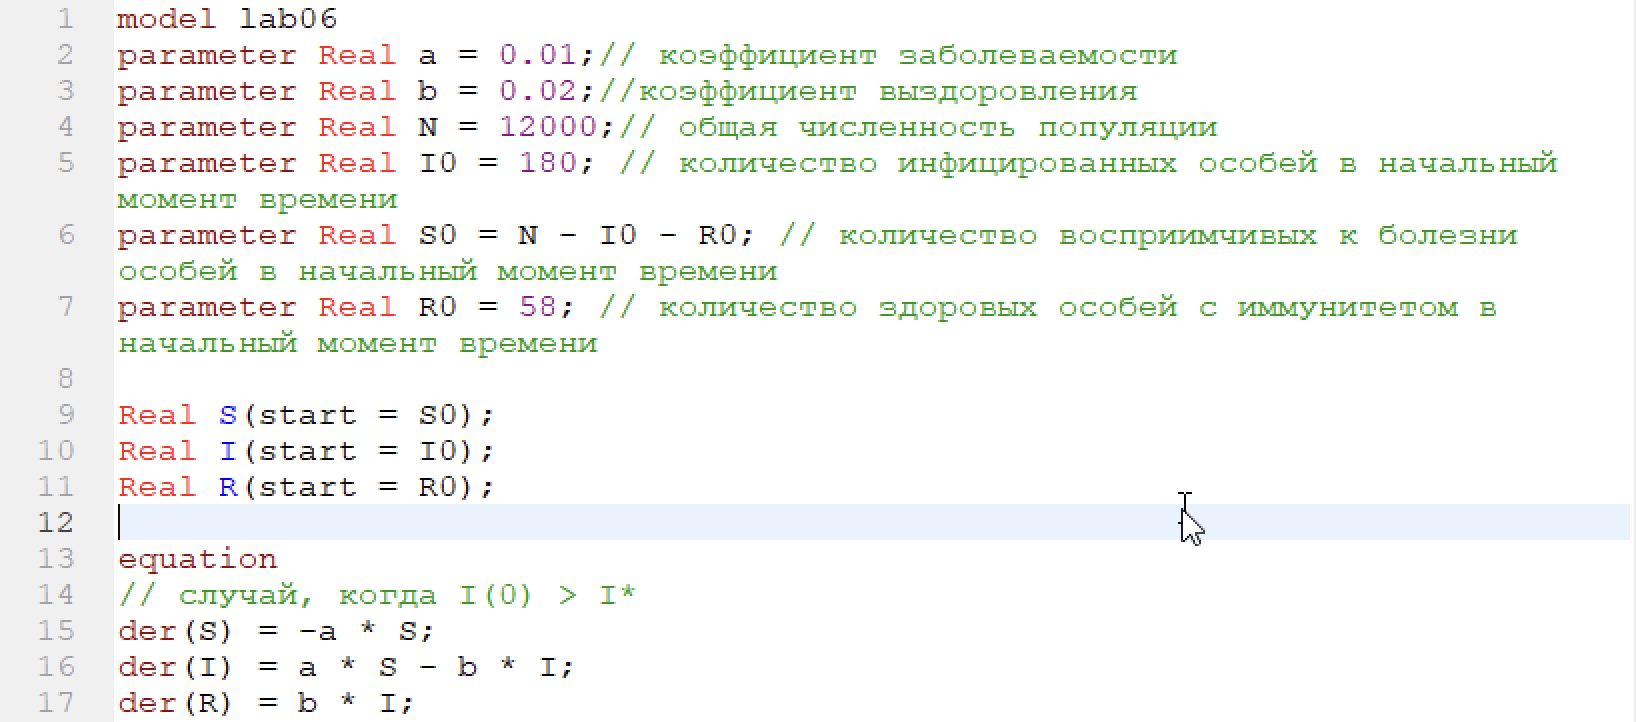 1 model lab06
2 parameter Real a = 0.01;// коэффициент заболеваемости
3 parameter Real b = 0.02;//коэффициент выздоровления
4 parameter Real N = 12000;// общая численность популяции
5 parameter Real I0 = 180; // количество инфицированных особей в начальный
момент времени
6 parameter Real S0 = N - I0 - R0; // количество восприимчивых к болезни
особей в начальный момент времени
7 parameter Real R0 = 58; // количество здоровых особей с иммунитетом в
начальный момент времени
8
9 Real S(start = S0);
10 Real I(start = I0);
11 Real R(start = R0);
12
13 equation
14 // случай, когда I(0) > I*
15 der(S) = -a * S;
16 der(I) = a * S - b * I;
17 der(R) = b * I;